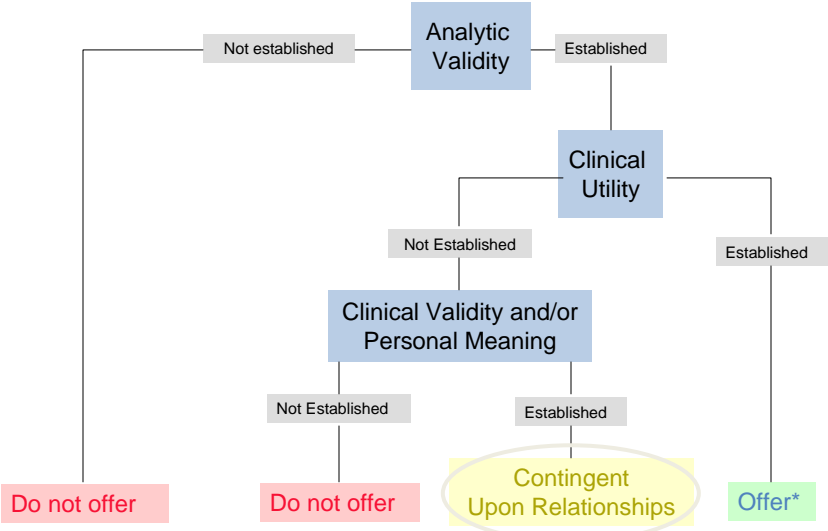 Analytic
Validity
Not established
Established
Clinical
Utility
Not Established
Established
Clinical Validity and/or
Personal Meaning
Not Established
Established
Do not offer
Do not offer
Contingent
Upon Relationships
Offer*